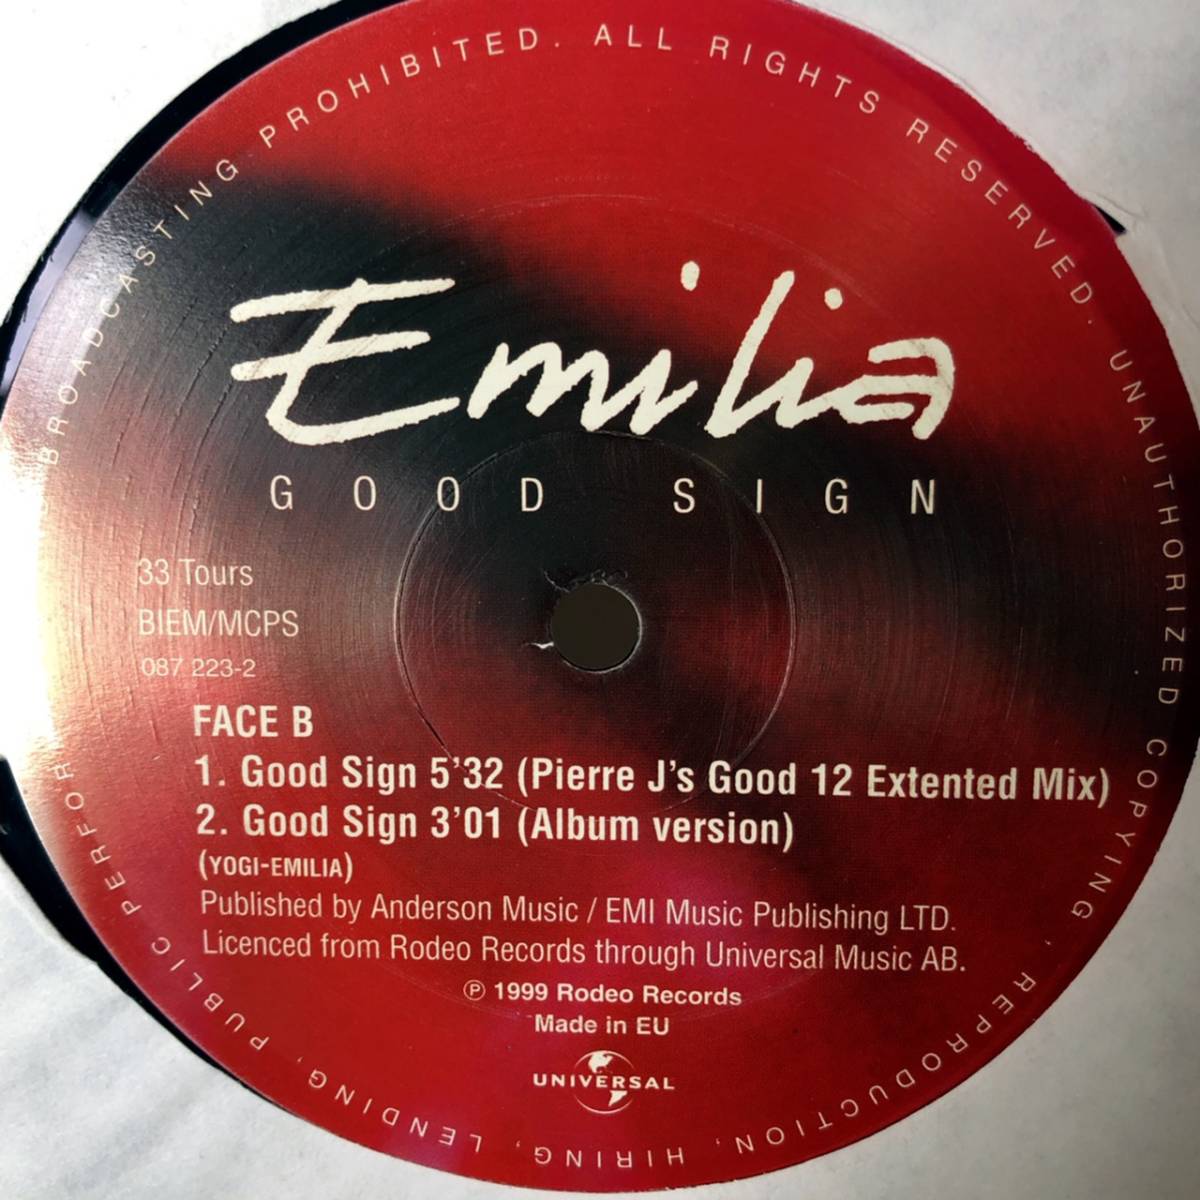 Emilia
GOOD SIGN
33 Tours
BIEM/MCPS
087 223-2
FACE B
1. Good Sign 5'32 (Pierre J's Good 12 Extented Mix)
2. Good Sign 3'01 (Album version)
(YOGI-EMILIA)
Published by Anderson Music / EMI Music Publishing LTD.
Licenced from Rodeo Records through Universal Music AB.
℗ 1999 Rodeo Records
Made in EU
UNIVERSAL
BROADCASTING PROHIBITED. ALL RIGHTS RESERVED. UNAUTHORIZED COPYING, REPRODUCTION, HIRING, LENDING, PUBLIC PERFOR